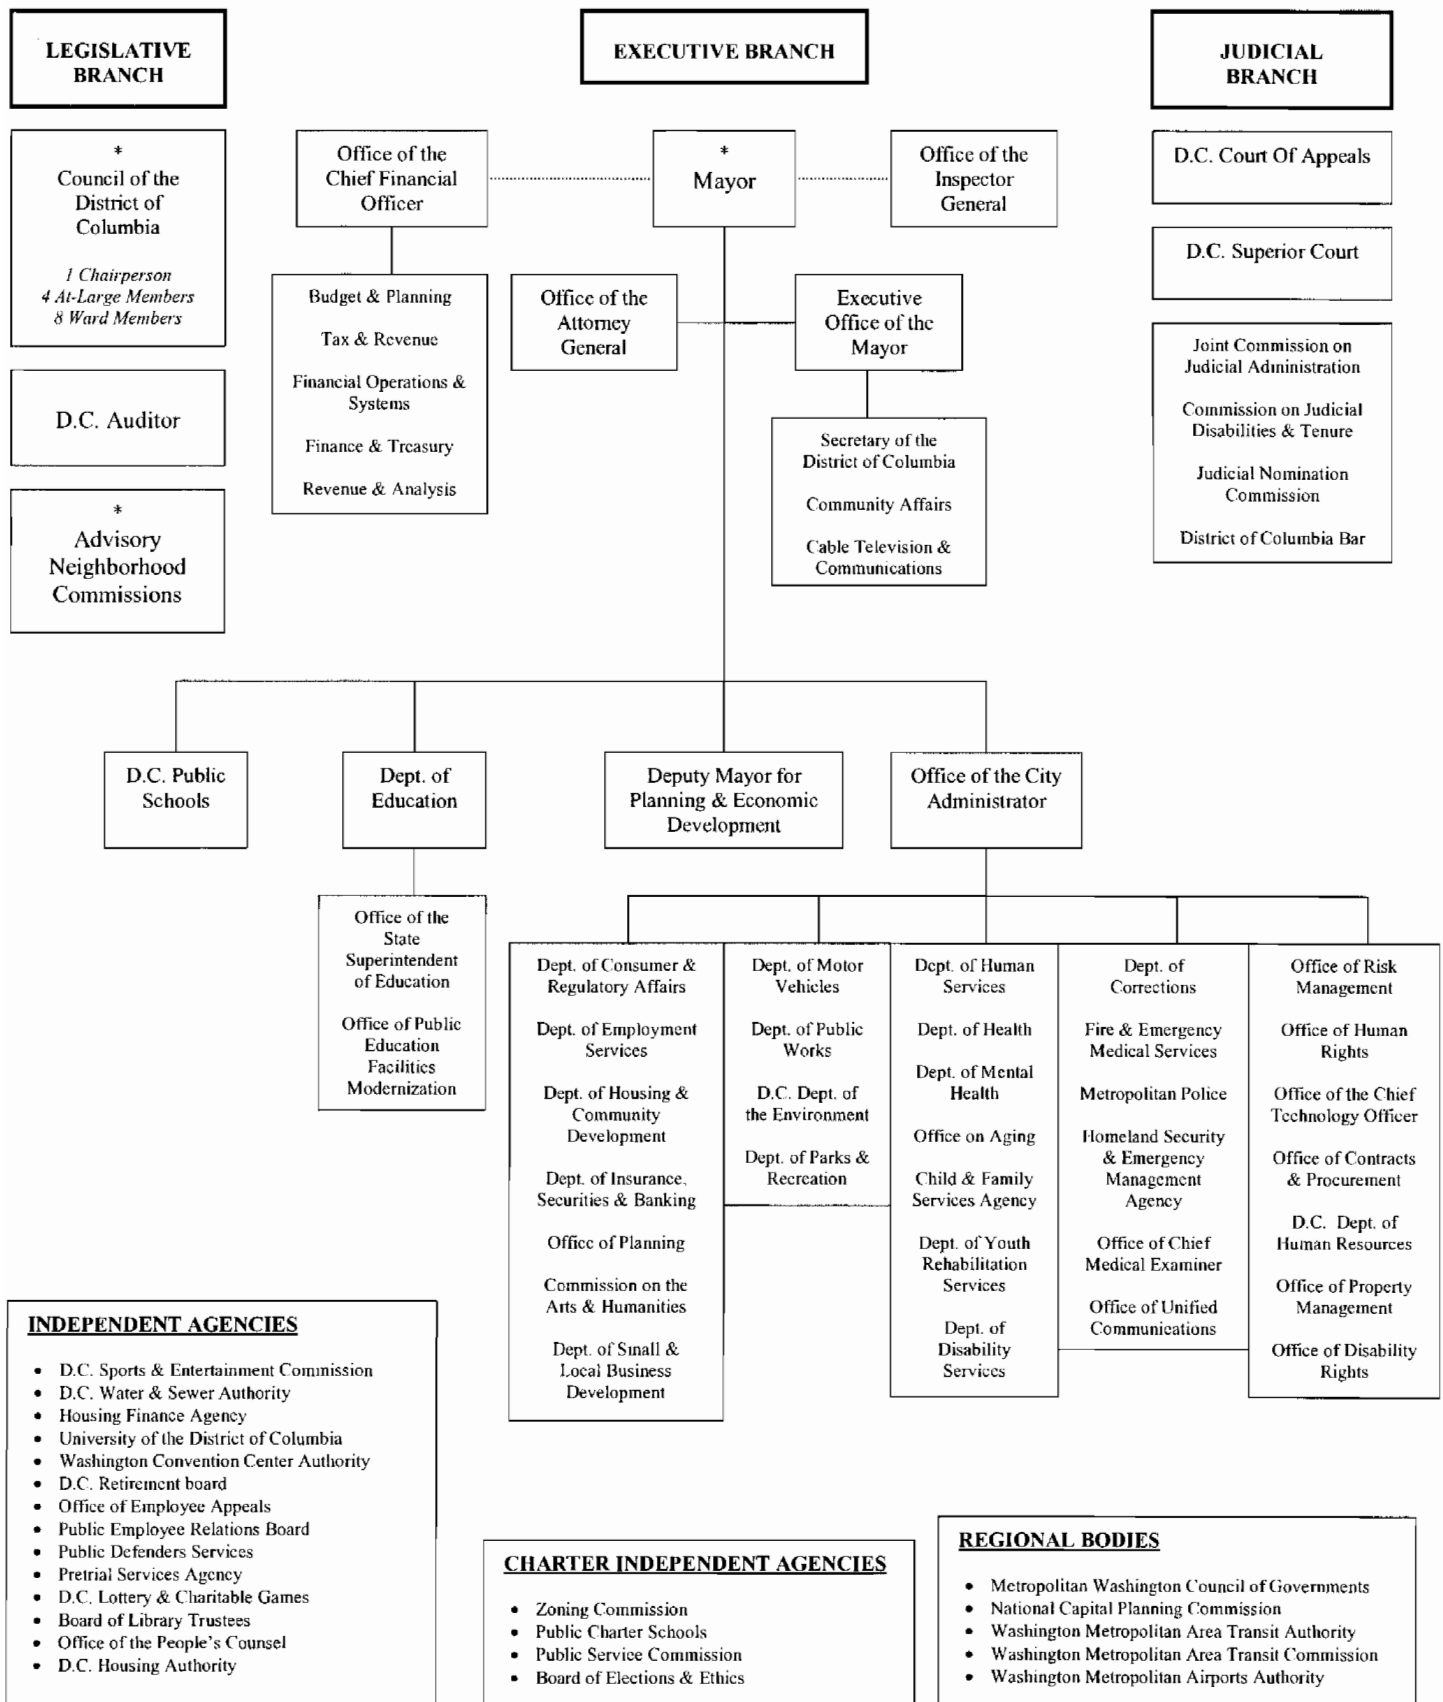 LEGISLATIVE
BRANCH
EXECUTIVE BRANCH
JUDICIAL
BRANCH
*
Council of the
District of
Columbia
1 Chairperson
4 At-Large Members
8 Ward Members
D.C. Auditor
*
Advisory
Neighborhood
Commissions
Office of the
Chief Financial
Officer
*
Mayor
Office of the
Inspector
General
Budget & Planning
Tax & Revenue
Financial Operations &
Systems
Finance & Treasury
Revenue & Analysis
Office of the
Attorney
General
Executive
Office of the
Mayor
Secretary of the
District of Columbia
Community Affairs
Cable Television &
Communications
D.C. Court Of Appeals
D.C. Superior Court
Joint Commission on
Judicial Administration
Commission on Judicial
Disabilities & Tenure
Judicial Nomination
Commission
District of Columbia Bar
D.C. Public
Schools
Dept. of
Education
Deputy Mayor for
Planning & Economic
Development
Office of the City
Administrator
Office of the
State
Superintendent
of Education
Office of Public
Education
Facilities
Modernization
Dept. of Consumer &
Regulatory Affairs
Dept. of Employment
Services
Dept. of Housing &
Community
Development
Dept. of Insurance,
Securities & Banking
Office of Planning
Commission on the
Arts & Humanities
Dept. of Small &
Local Business
Development
Dept. of Motor
Vehicles
Dept. of Public
Works
D.C. Dept. of
the Environment
Dept. of Parks &
Recreation
Dept. of Human
Services
Dept. of Health
Dept. of Mental
Health
Office on Aging
Child & Family
Services Agency
Dept. of Youth
Rehabilitation
Services
Dept. of
Disability
Services
Dept. of
Corrections
Fire & Emergency
Medical Services
Metropolitan Police
Homeland Security
& Emergency
Management
Agency
Office of Chief
Medical Examiner
Office of Unified
Communications
Office of Risk
Management
Office of Human
Rights
Office of the Chief
Technology Officer
Office of Contracts
& Procurement
D.C. Dept. of
Human Resources
Office of Property
Management
Office of Disability
Rights
INDEPENDENT AGENCIES
• D.C. Sports & Entertainment Commission
• D.C. Water & Sewer Authority
• Housing Finance Agency
• University of the District of Columbia
• Washington Convention Center Authority
• D.C. Retirement board
• Office of Employee Appeals
• Public Employee Relations Board
• Public Defenders Services
• Pretrial Services Agency
• D.C. Lottery & Charitable Games
• Board of Library Trustees
• Office of the People's Counsel
• D.C. Housing Authority
CHARTER INDEPENDENT AGENCIES
• Zoning Commission
• Public Charter Schools
• Public Service Commission
• Board of Elections & Ethics
REGIONAL BODIES
• Metropolitan Washington Council of Governments
• National Capital Planning Commission
• Washington Metropolitan Area Transit Authority
• Washington Metropolitan Area Transit Commission
• Washington Metropolitan Airports Authority